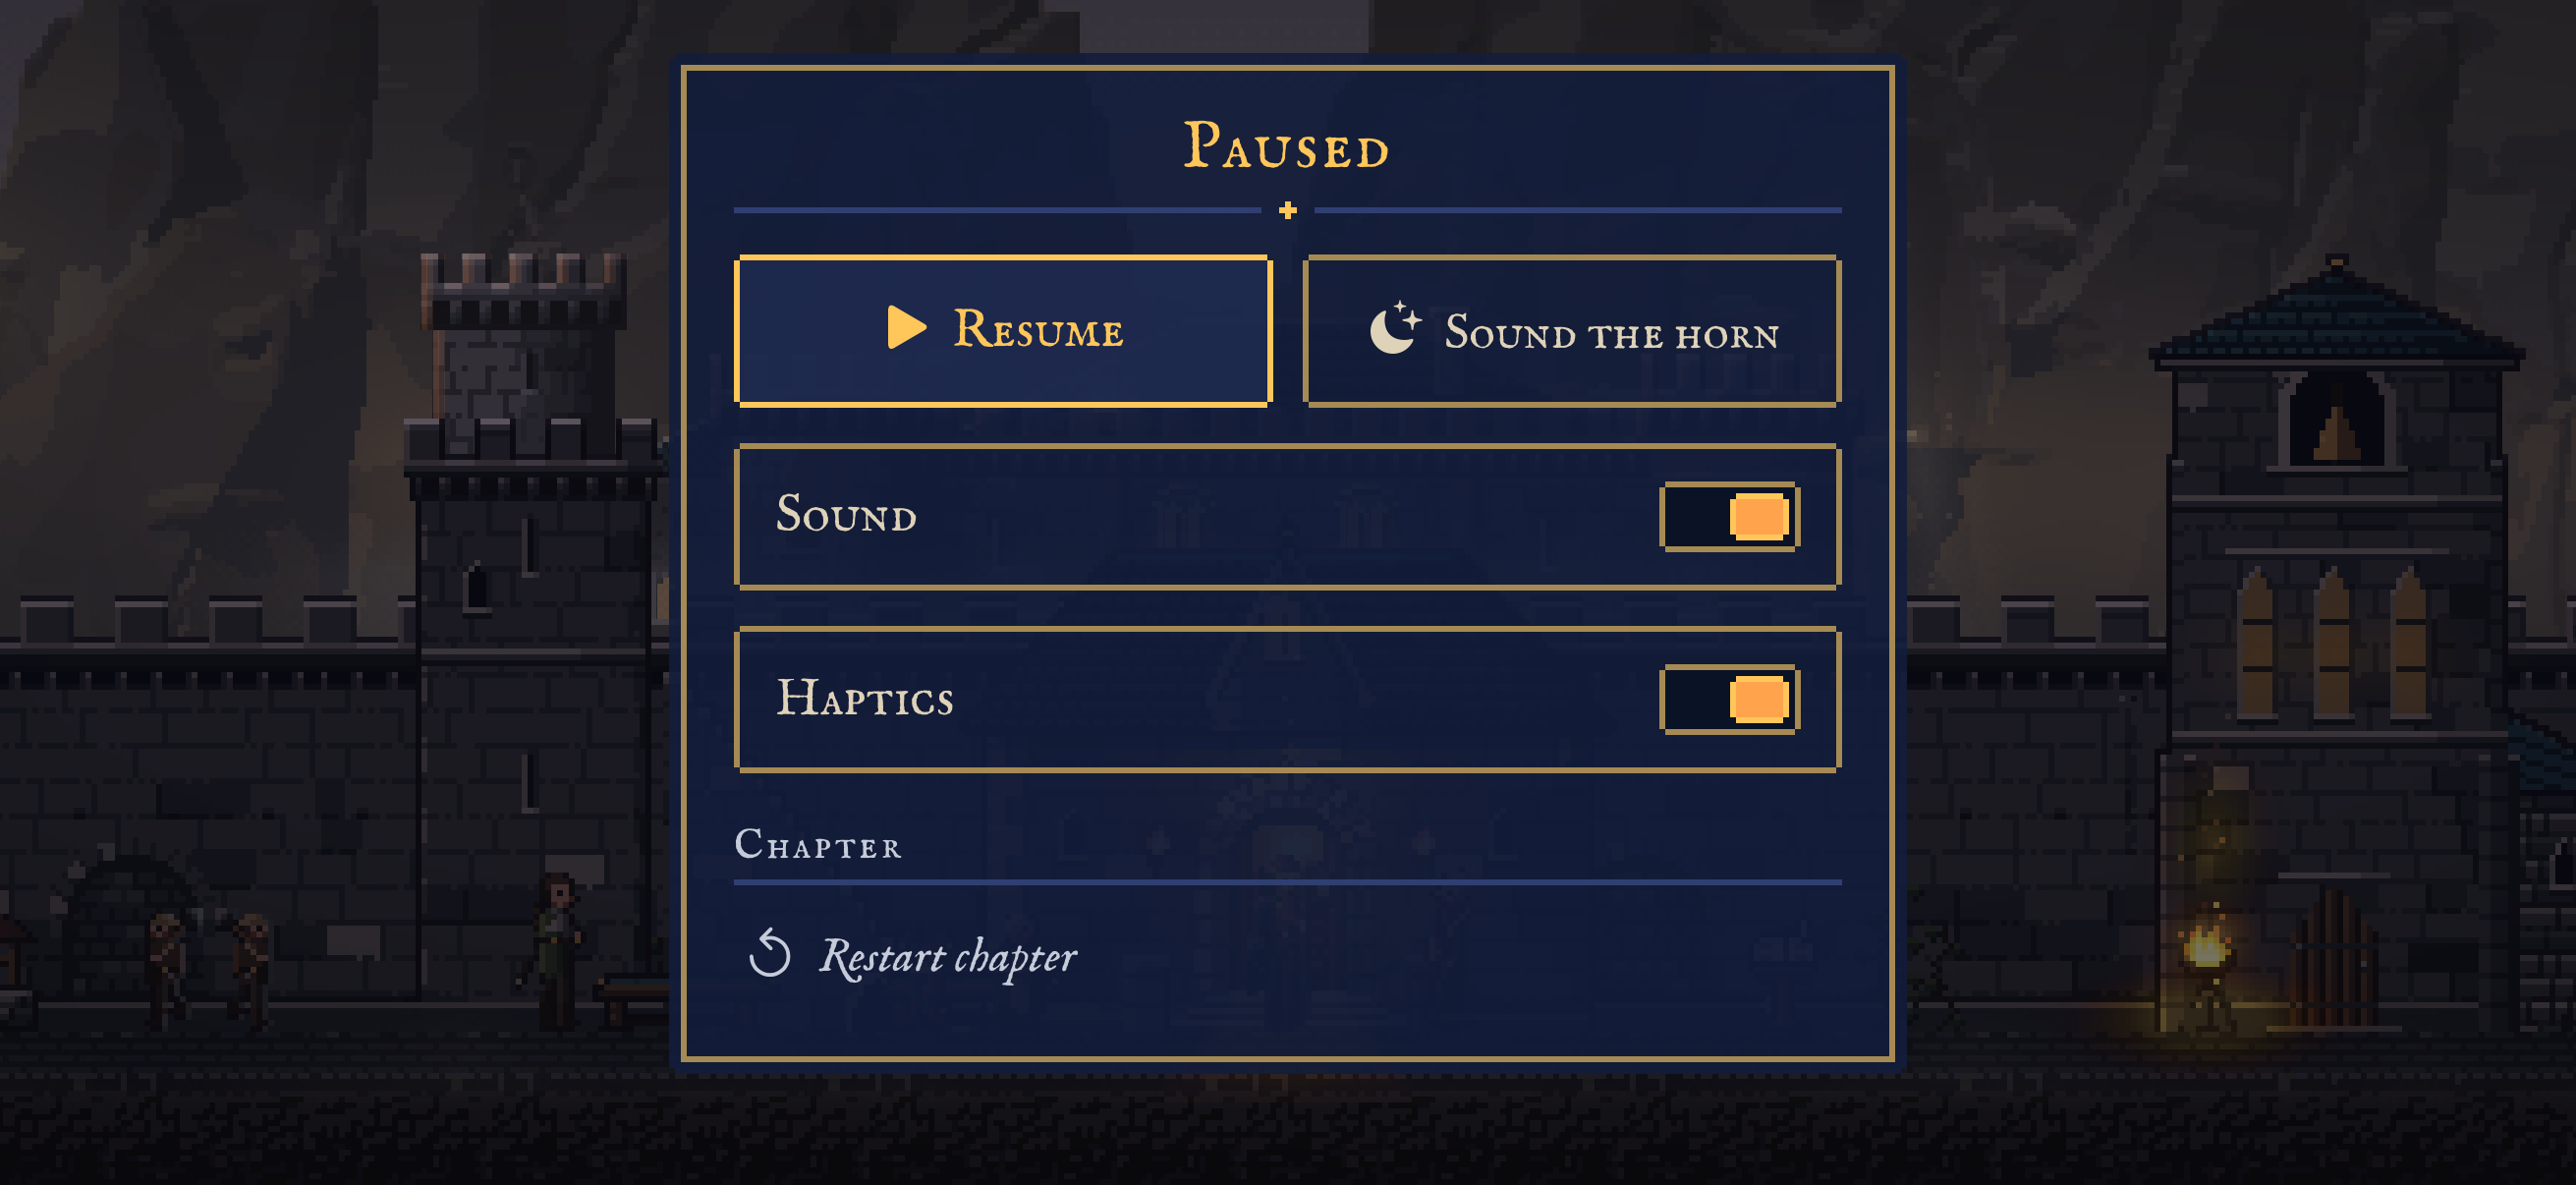 Paused
Resume
Sound the horn
Sound
Haptics
Chapter
Restart chapter